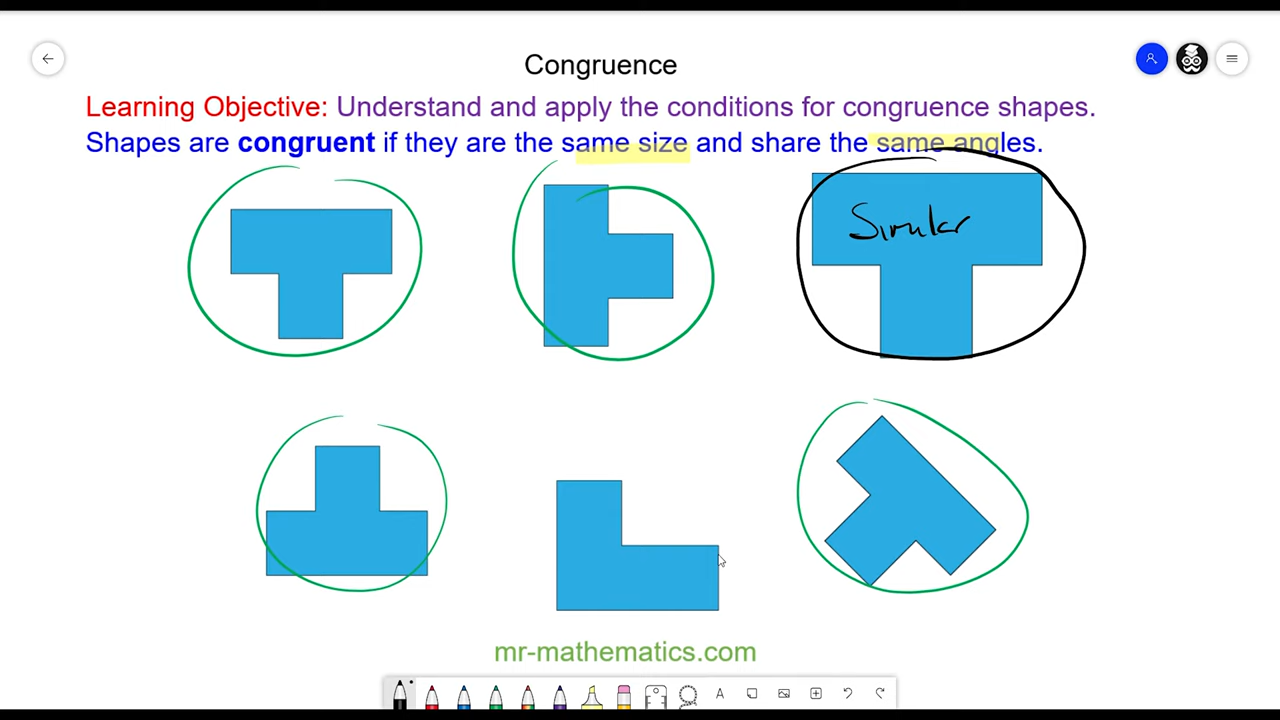 Congruence
Learning Objective: Understand and apply the conditions for congruence shapes.
Shapes are congruent if they are the same size and share the same angles.
Similar
mr-mathematics.com
A